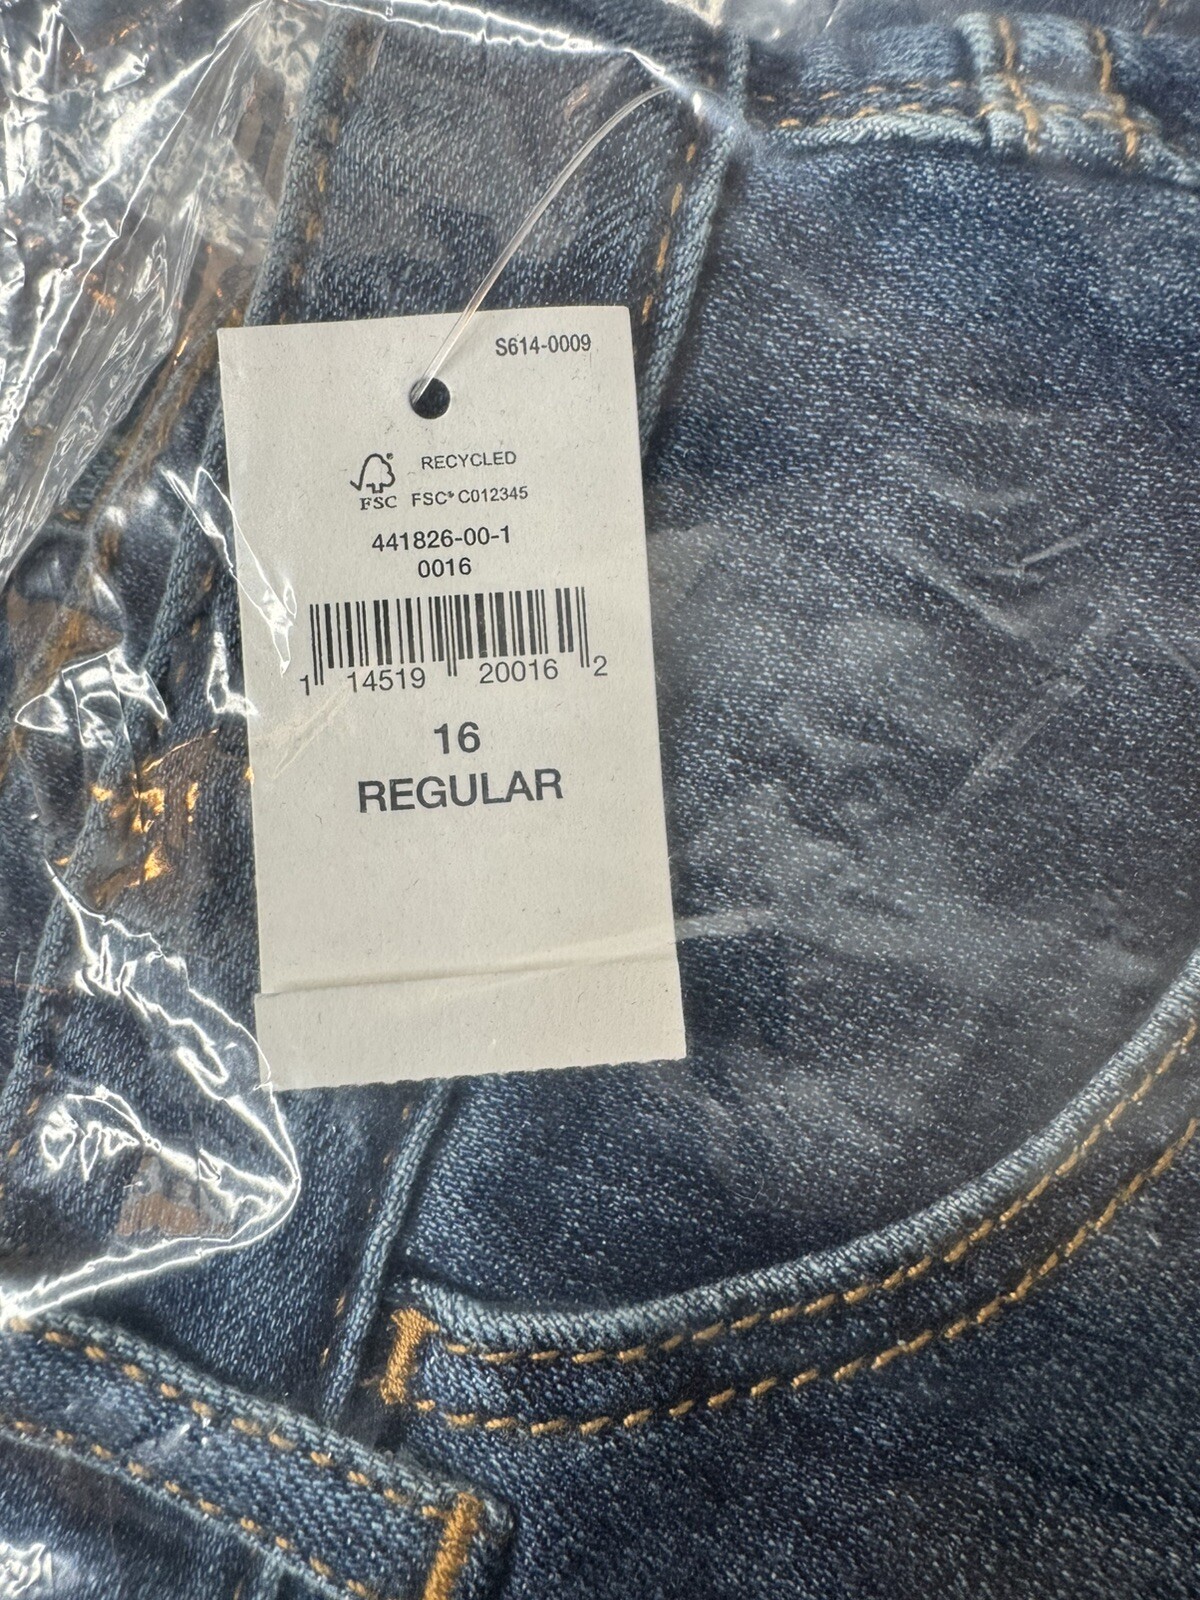 S614-0009
RECYCLED
FSC® FSC® C012345
441826-00-1
0016
1 14519 20016 2
16
REGULAR